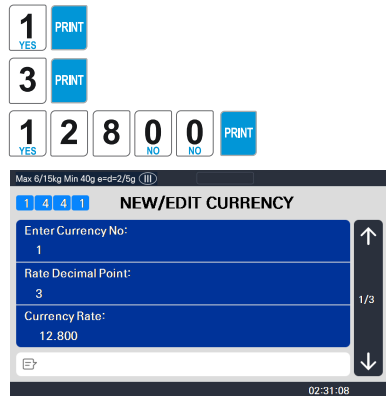 1 YES PRINT
3 PRINT
1 YES 2 8 0 NO 0 NO PRINT
Max 6/15kg Min 40g e=d=2/5g III
1 4 4 1 NEW/EDIT CURRENCY
Enter Currency No:
1
Rate Decimal Point:
3
1/3
Currency Rate:
12.800
02:31:08